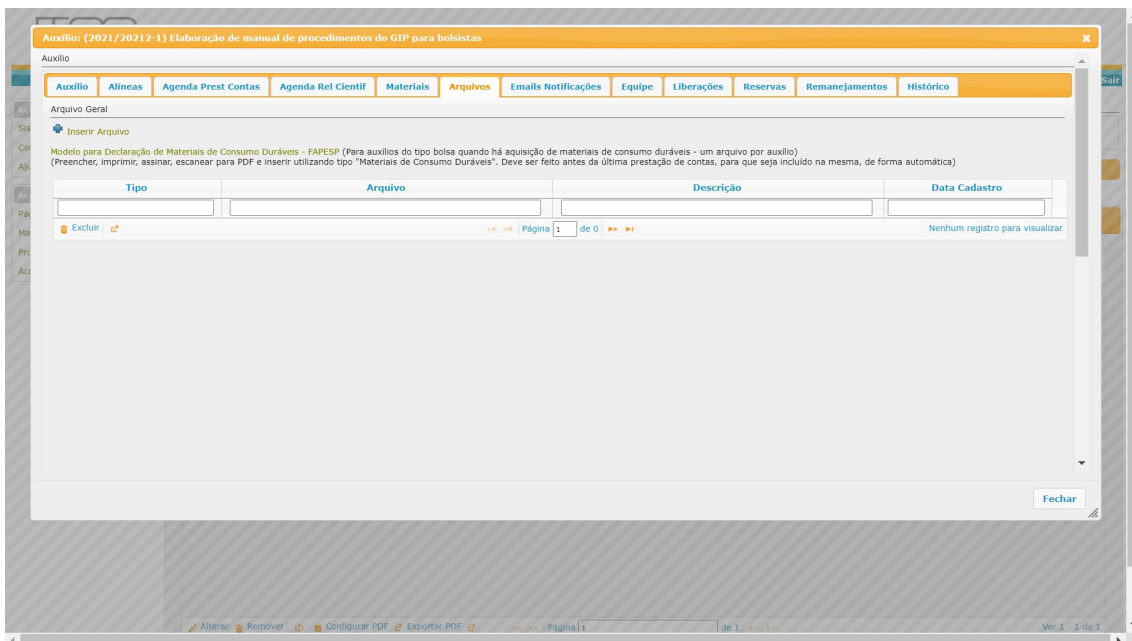 Auxílio: (2021/20212-1) Elaboração de manual de procedimentos do GIP para bolsistas
Auxilio
Sair
Auxílio Alíneas Agenda Prest Contas Agenda Rel Cientif Materiais Arquivos Emails Notificações Equipe Liberações Reservas Remanejamentos Histórico
Arquivo Geral
Inserir Arquivo
Modelo para Declaração de Materiais de Consumo Duráveis - FAPESP (Para auxílios do tipo bolsa quando há aquisição de materiais de consumo duráveis - um arquivo por auxílio)
(Preencher, imprimir, assinar, escanear para PDF e inserir utilizando tipo "Materiais de Consumo Duráveis". Deve ser feito antes da última prestação de contas, para que seja incluído na mesma, de forma automática)
Tipo Arquivo Descrição Data Cadastro
Excluir Página 1 de 0 Nenhum registro para visualizar
Fechar
Alterar Remover Configurar PDF Exportar PDF Página 1 de 1 Ver 1 - 1 de 1